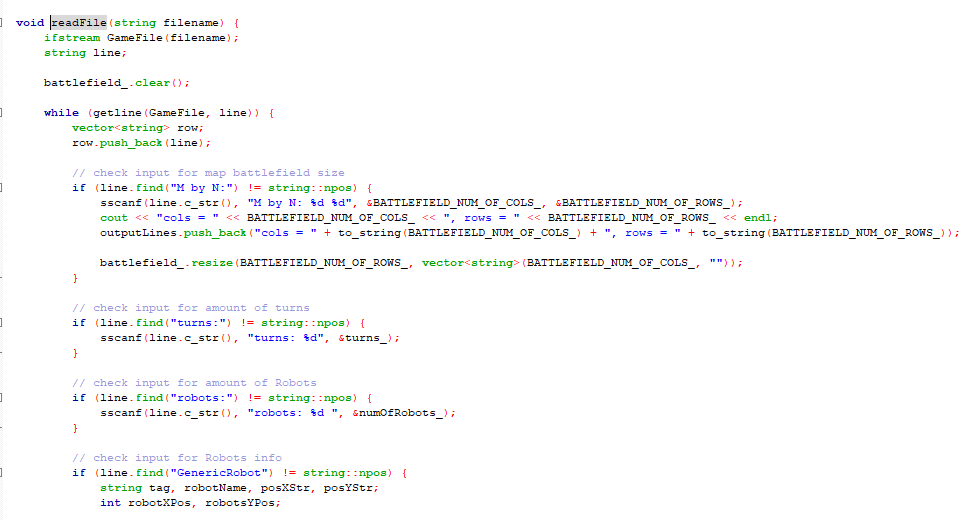 void readFile(string filename) {
    ifstream GameFile(filename);
    string line;

    battlefield_.clear();

    while (getline(GameFile, line)) {
        vector<string> row;
        row.push_back(line);

        // check input for map battlefield size
        if (line.find("M by N:") != string::npos) {
            sscanf(line.c_str(), "M by N: %d %d", &BATTLEFIELD_NUM_OF_COLS_, &BATTLEFIELD_NUM_OF_ROWS_);
            cout << "cols = " << BATTLEFIELD_NUM_OF_COLS_ << ", rows = " << BATTLEFIELD_NUM_OF_ROWS_ << endl;
            outputLines.push_back("cols = " + to_string(BATTLEFIELD_NUM_OF_COLS_) + ", rows = " + to_string(BATTLEFIELD_NUM_OF_ROWS_));

            battlefield_.resize(BATTLEFIELD_NUM_OF_ROWS_, vector<string>(BATTLEFIELD_NUM_OF_COLS_, ""));
        }

        // check input for amount of turns
        if (line.find("turns:") != string::npos) {
            sscanf(line.c_str(), "turns: %d", &turns_);
        }

        // check input for amount of Robots
        if (line.find("robots:") != string::npos) {
            sscanf(line.c_str(), "robots: %d ", &numOfRobots_);
        }

        // check input for Robots info
        if (line.find("GenericRobot") != string::npos) {
            string tag, robotName, posXStr, posYStr;
            int robotXPos, robotsYPos;